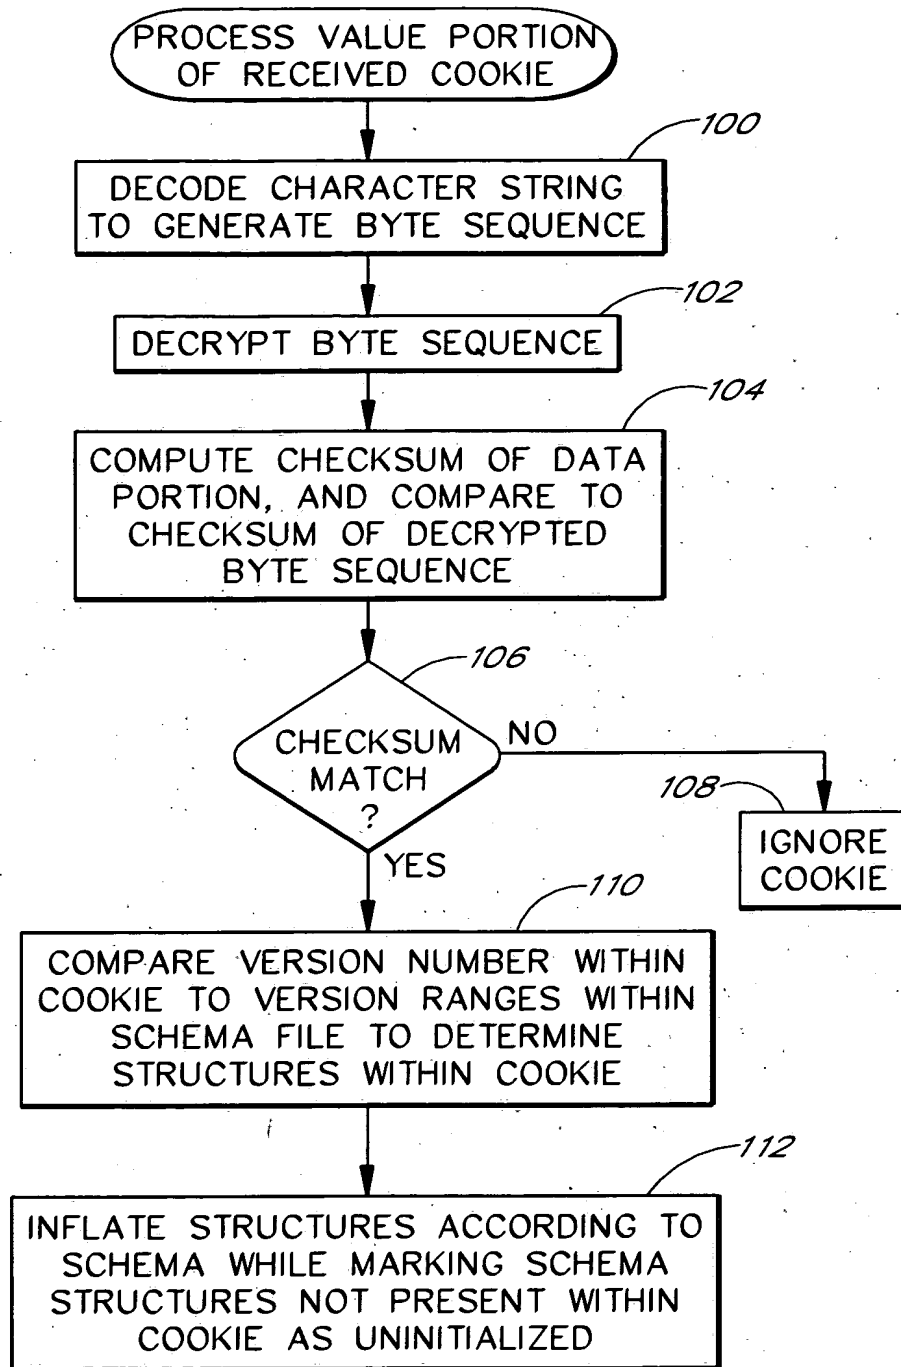 PROCESS VALUE PORTION
OF RECEIVED COOKIE
100
DECODE CHARACTER STRING
TO GENERATE BYTE SEQUENCE
102
DECRYPT BYTE SEQUENCE
104
COMPUTE CHECKSUM OF DATA
PORTION, AND COMPARE TO
CHECKSUM OF DECRYPTED
BYTE SEQUENCE
106
CHECKSUM
MATCH
?
NO
108
IGNORE
COOKIE
YES
110
COMPARE VERSION NUMBER WITHIN
COOKIE TO VERSION RANGES WITHIN
SCHEMA FILE TO DETERMINE
STRUCTURES WITHIN COOKIE
112
INFLATE STRUCTURES ACCORDING TO
SCHEMA WHILE MARKING SCHEMA
STRUCTURES NOT PRESENT WITHIN
COOKIE AS UNINITIALIZED